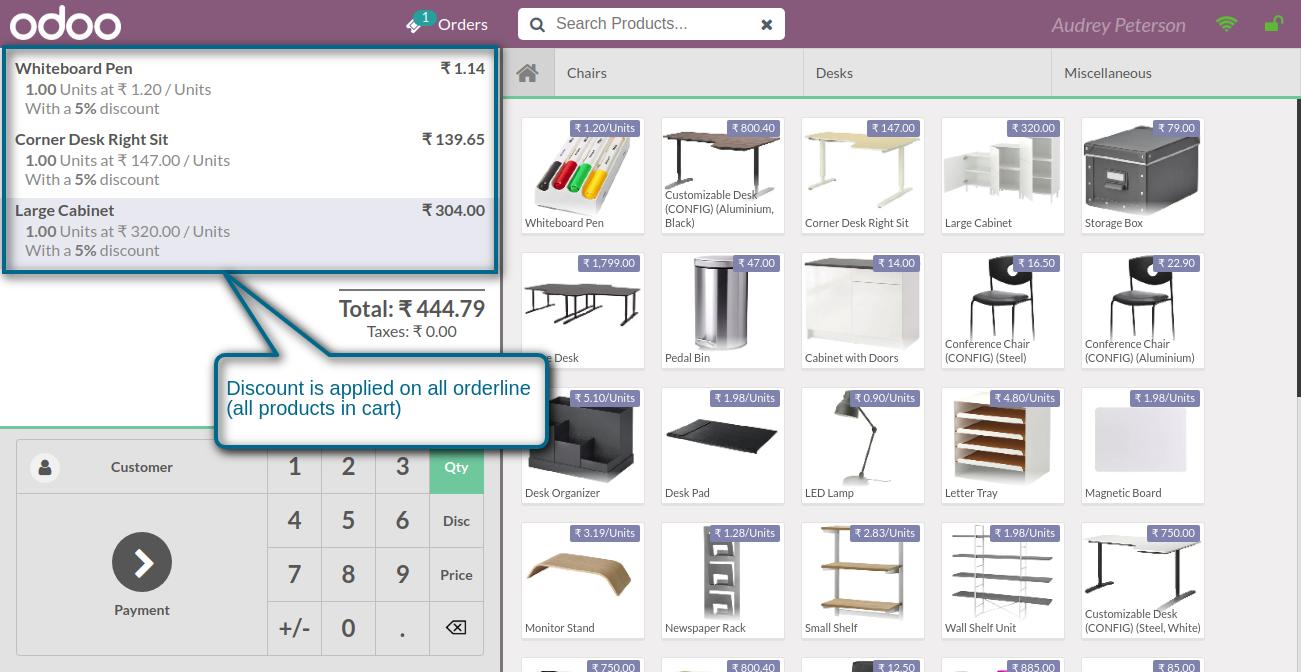 odoo
1
Orders
Search Products...
Audrey Peterson
Whiteboard Pen ₹ 1.14
1.00 Units at ₹ 1.20 / Units
With a 5% discount
Corner Desk Right Sit ₹ 139.65
1.00 Units at ₹ 147.00 / Units
With a 5% discount
Large Cabinet ₹ 304.00
1.00 Units at ₹ 320.00 / Units
With a 5% discount
Total: ₹ 444.79
Taxes: ₹ 0.00
Discount is applied on all orderline
(all products in cart)
Customer
Payment
1 2 3 Qty
4 5 6 Disc
7 8 9 Price
+/- 0 .
Chairs Desks Miscellaneous
₹ 1.20/Units
Whiteboard Pen
₹ 800.40
Customizable Desk
(CONFIG) (Aluminium,
Black)
₹ 147.00
Corner Desk Right Sit
₹ 320.00
Large Cabinet
₹ 79.00
Storage Box
₹ 1,799.00
Desk
₹ 47.00
Pedal Bin
₹ 14.00
Cabinet with Doors
₹ 16.50
Conference Chair
(CONFIG) (Steel)
₹ 22.90
Conference Chair
(CONFIG) (Aluminium)
₹ 5.10/Units
Desk Organizer
₹ 1.98/Units
Desk Pad
₹ 0.90/Units
LED Lamp
₹ 4.80/Units
Letter Tray
₹ 1.98/Units
Magnetic Board
₹ 3.19/Units
Monitor Stand
₹ 1.28/Units
Newspaper Rack
₹ 2.83/Units
Small Shelf
₹ 1.98/Units
Wall Shelf Unit
₹ 750.00
Customizable Desk
(CONFIG) (Steel, White)
₹ 750.00
₹ 800.40
₹ 12.50
₹ 885.00
₹ 85.00